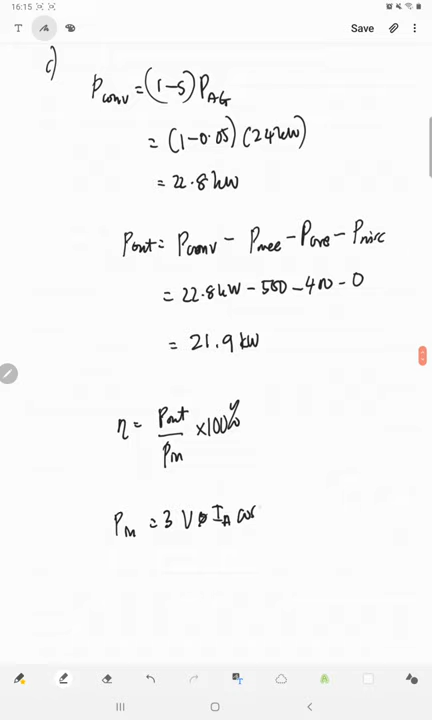 16:15
T
Save
c)
Pconv = (1-s) PAG
= (1-0.05) (24kW)
= 22.8kW
Pout = Pconv - Pmec - Pcore - Pmisc
= 22.8kW - 500 - 400 - 0
= 21.9kW
η = Pout / Pin × 100%
Pin = 3 Vφ IA cos